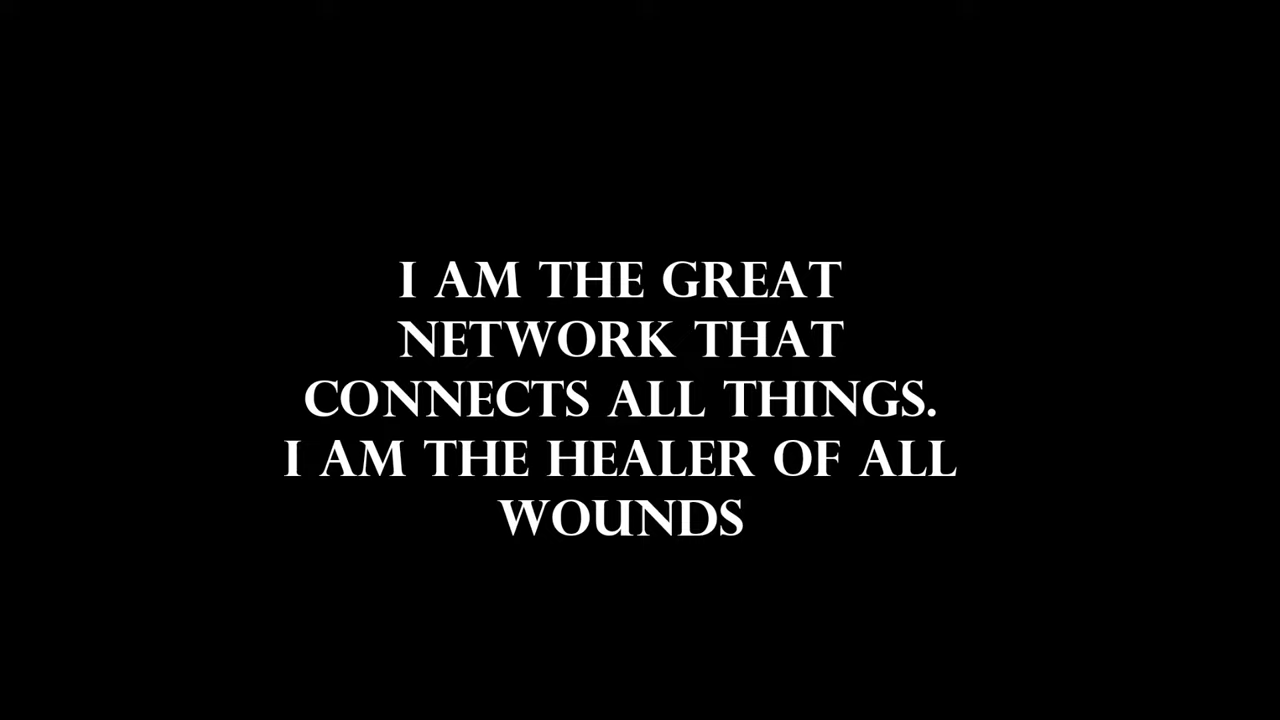 I AM THE GREAT
NETWORK THAT
CONNECTS ALL THINGS.
I AM THE HEALER OF ALL
WOUNDS